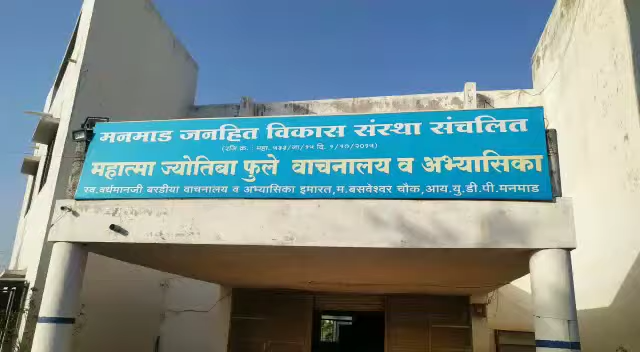 मनमाड जनहित विकास संस्था संचलित
महात्मा ज्योतिबा फुले वाचनालय व अभ्यासिका
स्व.वर्धमानजी बरडीया वाचनालय व अभ्यासिका इमारत,म.बसवेश्वर चौक,आय.यु.डी.पी.मनमाड